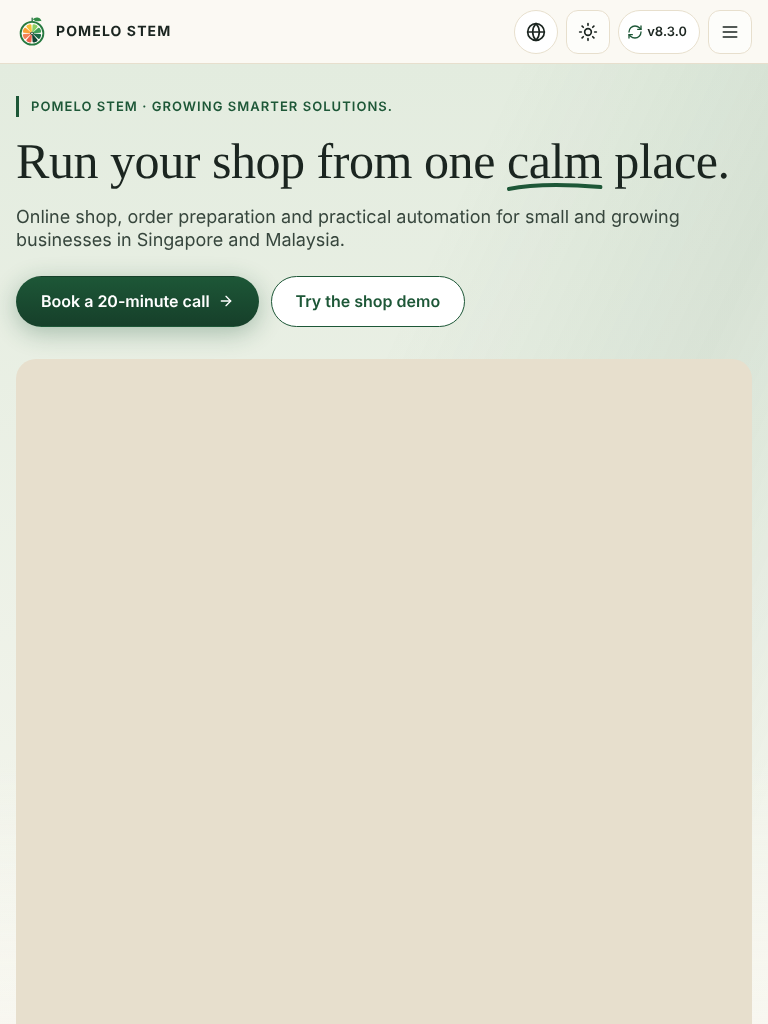 POMELO STEM
v8.3.0
POMELO STEM · GROWING SMARTER SOLUTIONS.
Run your shop from one calm place.
Online shop, order preparation and practical automation for small and growing
businesses in Singapore and Malaysia.
Book a 20-minute call →
Try the shop demo